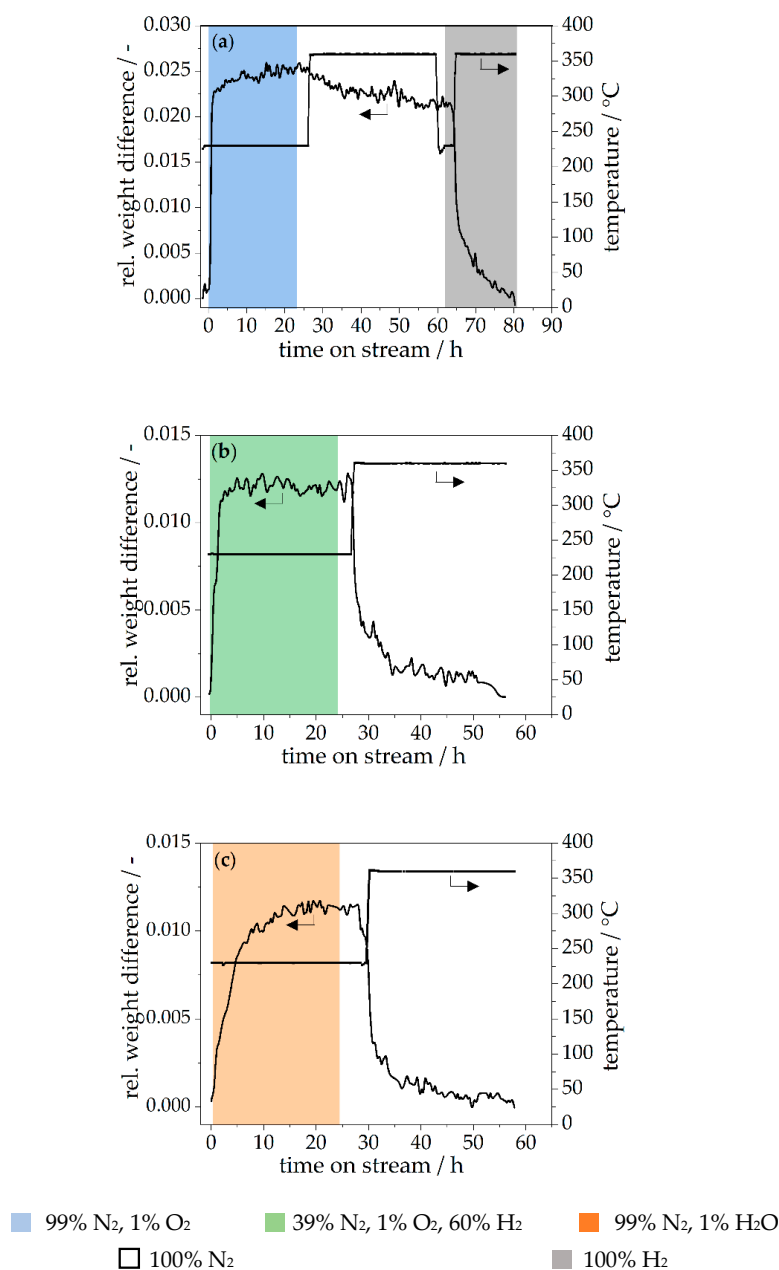 (a)
rel. weight difference / -
0.030
0.025
0.020
0.015
0.010
0.005
0.000
400
350
300
250
200
150
100
50
0
temperature / °C
0 10 20 30 40 50 60 70 80 90
time on stream / h
(b)
rel. weight difference / -
0.015
0.010
0.005
0.000
400
350
300
250
200
150
100
50
0
temperature / °C
0 10 20 30 40 50 60
time on stream / h
(c)
rel. weight difference / -
0.015
0.010
0.005
0.000
400
350
300
250
200
150
100
50
0
temperature / °C
0 10 20 30 40 50 60
time on stream / h
99% N₂, 1% O₂ 39% N₂, 1% O₂, 60% H₂ 99% N₂, 1% H₂O
100% N₂ 100% H₂